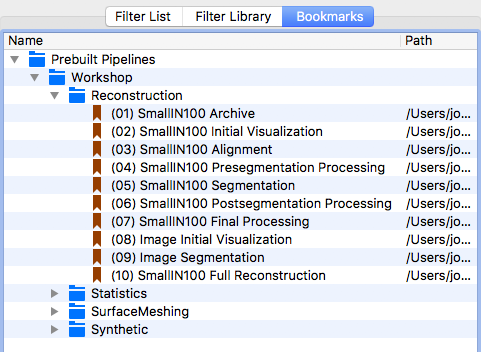 Filter List Filter Library Bookmarks
Name Path
Prebuilt Pipelines
Workshop
Reconstruction
(01) SmallIN100 Archive /Users/jo...
(02) SmallIN100 Initial Visualization /Users/jo...
(03) SmallIN100 Alignment /Users/jo...
(04) SmallIN100 Presegmentation Processing /Users/jo...
(05) SmallIN100 Segmentation /Users/jo...
(06) SmallIN100 Postsegmentation Processing /Users/jo...
(07) SmallIN100 Final Processing /Users/jo...
(08) Image Initial Visualization /Users/jo...
(09) Image Segmentation /Users/jo...
(10) SmallIN100 Full Reconstruction /Users/jo...
Statistics
SurfaceMeshing
Synthetic